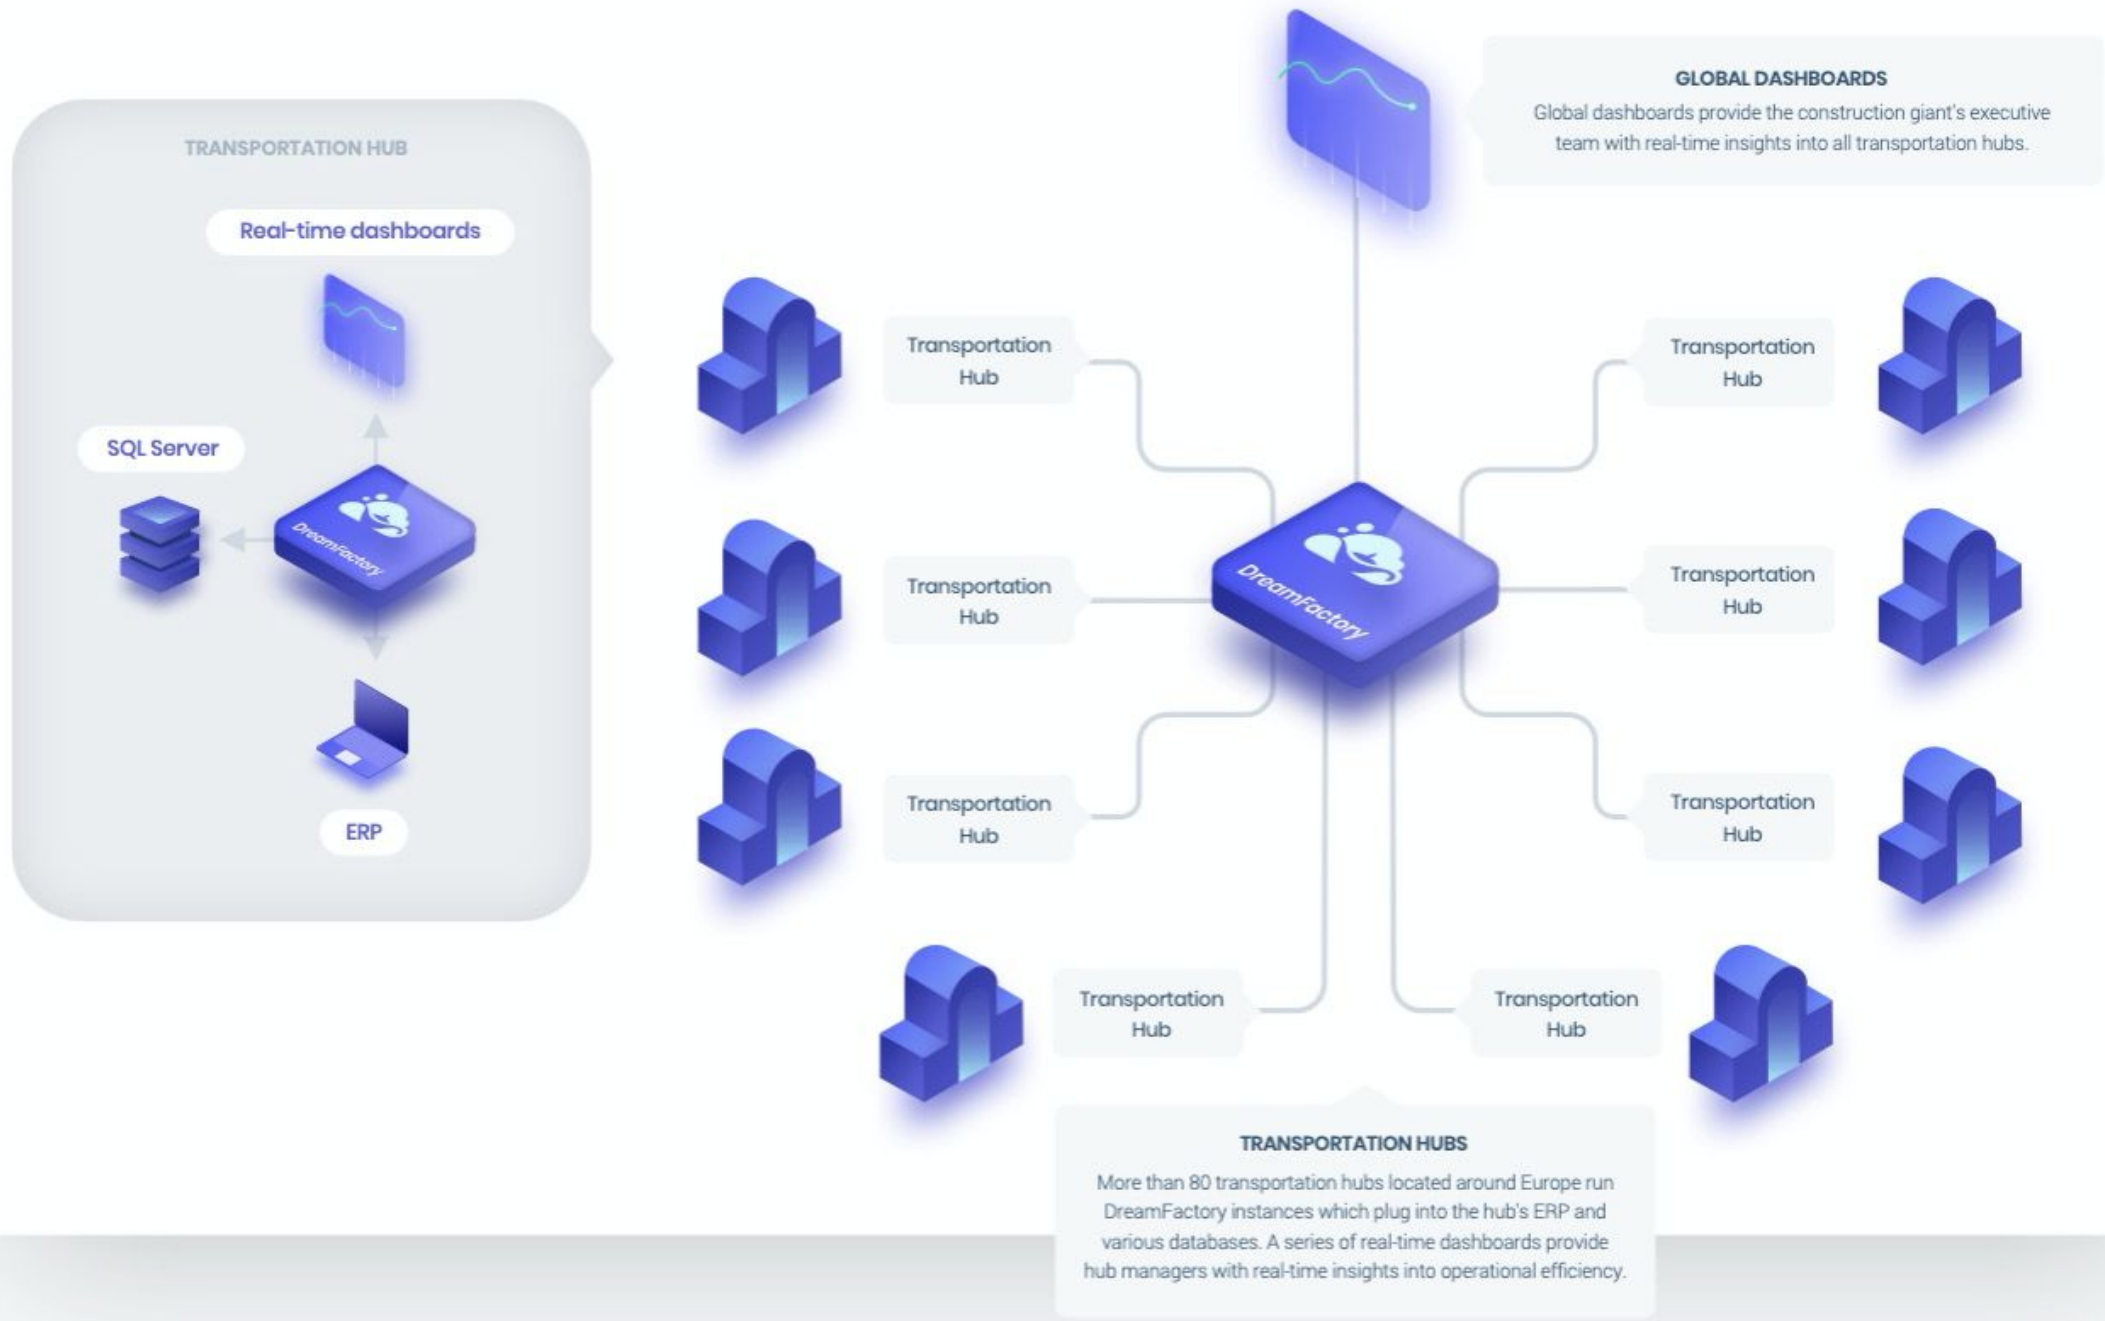 TRANSPORTATION HUB
Real-time dashboards
SQL Server
DreamFactory
ERP
GLOBAL DASHBOARDS
Global dashboards provide the construction giant's executive
team with real-time insights into all transportation hubs.
Transportation
Hub
Transportation
Hub
Transportation
Hub
Transportation
Hub
DreamFactory
Transportation
Hub
Transportation
Hub
Transportation
Hub
Transportation
Hub
TRANSPORTATION HUBS
More than 80 transportation hubs located around Europe run
DreamFactory instances which plug into the hub's ERP and
various databases. A series of real-time dashboards provide
hub managers with real-time insights into operational efficiency.